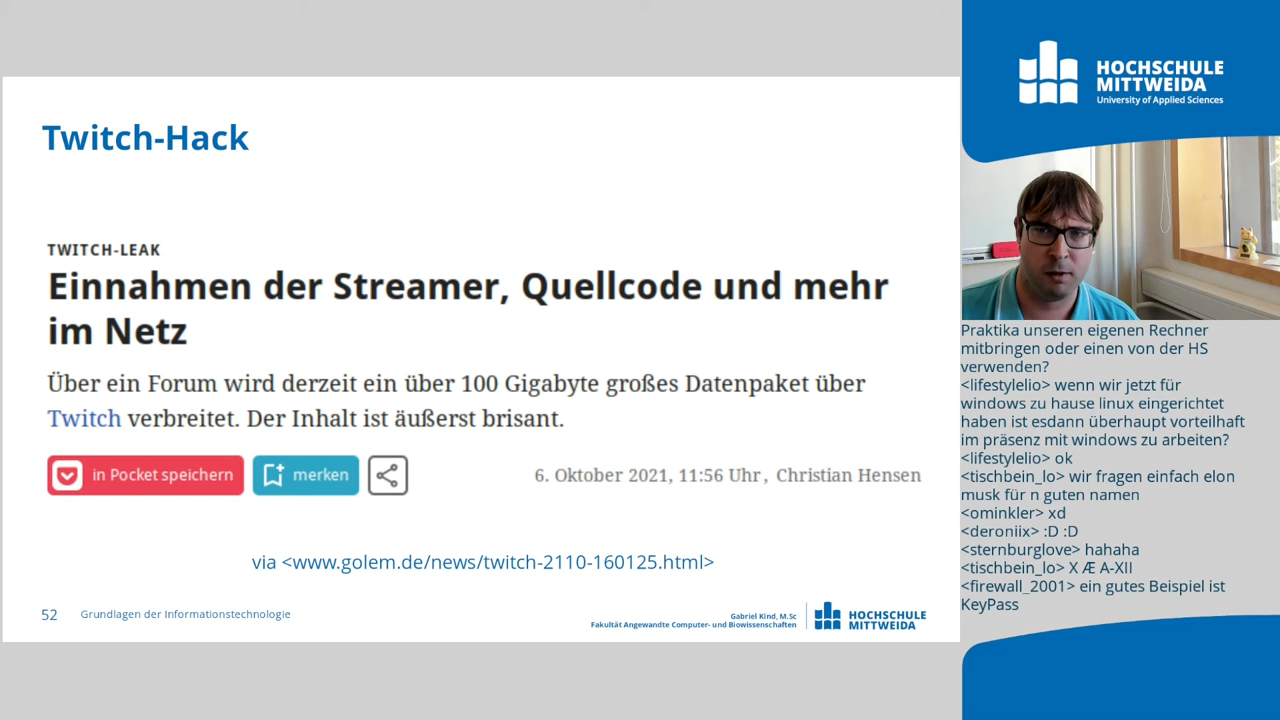 Twitch-Hack
TWITCH-LEAK
Einnahmen der Streamer, Quellcode und mehr
im Netz
Über ein Forum wird derzeit ein über 100 Gigabyte großes Datenpaket über
Twitch verbreitet. Der Inhalt ist äußerst brisant.
in Pocket speichern
merken
6. Oktober 2021, 11:56 Uhr, Christian Hensen
via <www.golem.de/news/twitch-2110-160125.html>
52 Grundlagen der Informationstechnologie
Gabriel Kind, M.Sc
Fakultät Angewandte Computer- und Biowissenschaften
HOCHSCHULE
MITTWEIDA
HOCHSCHULE
MITTWEIDA
University of Applied Sciences
Praktika unseren eigenen Rechner
mitbringen oder einen von der HS
verwenden?
<lifestylelio> wenn wir jetzt für
windows zu hause linux eingerichtet
haben ist esdann überhaupt vorteilhaft
im präsenz mit windows zu arbeiten?
<lifestylelio> ok
<tischbein_lo> wir fragen einfach elon
musk für n guten namen
<ominkler> xd
<deroniix> :D :D
<sternburglove> hahaha
<tischbein_lo> X Æ A-XII
<firewall_2001> ein gutes Beispiel ist
KeyPass